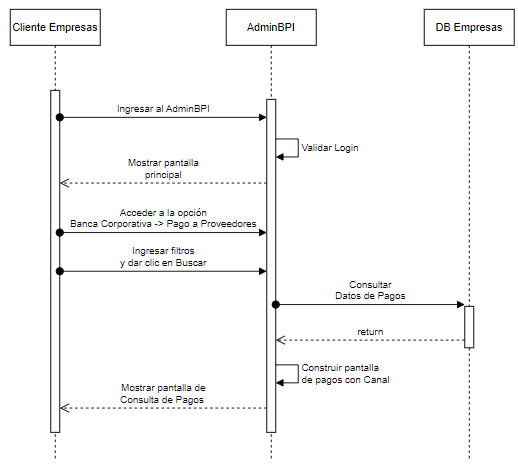 Cliente Empresas
AdminBPI
DB Empresas
Ingresar al AdminBPI
Validar Login
Mostrar pantalla
principal
Acceder a la opción
Banca Corporativa -> Pago a Proveedores
Ingresar filtros
y dar clic en Buscar
Consultar
Datos de Pagos
return
Construir pantalla
de pagos con Canal
Mostrar pantalla de
Consulta de Pagos